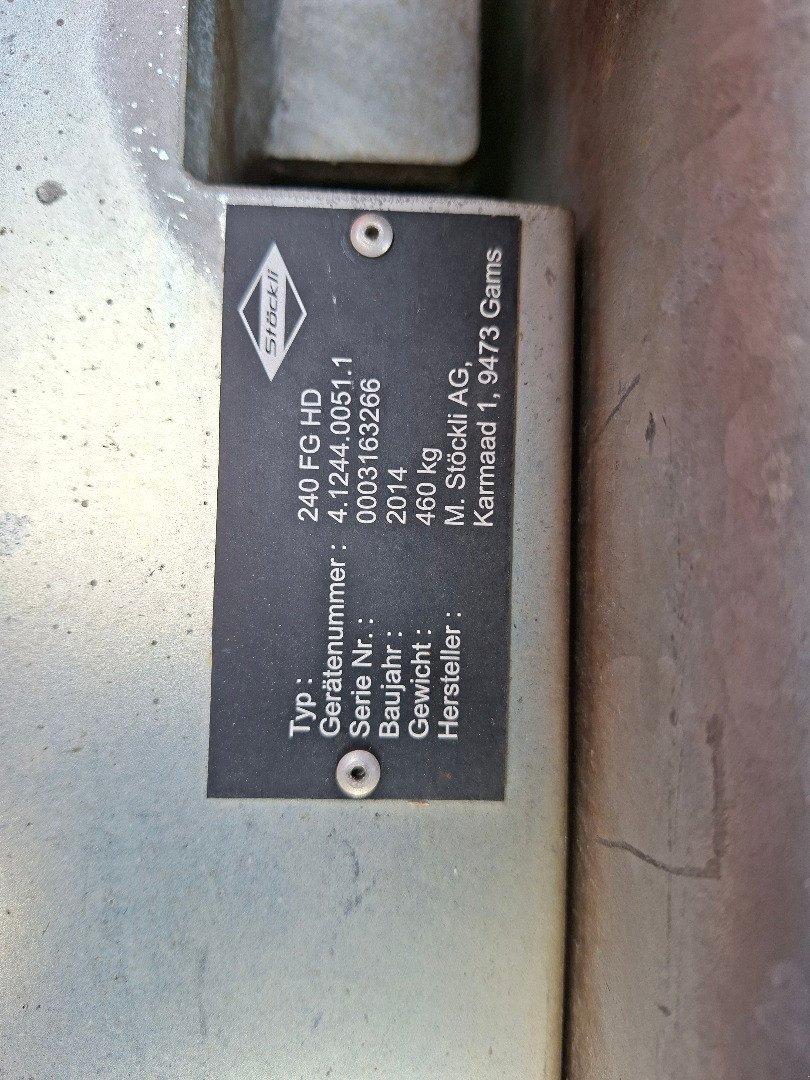 Stöckli
Typ : 240 FG HD
Gerätenummer : 4.1244.0051.1
Serie Nr. : 0003163266
Baujahr : 2014
Gewicht : 460 kg
Hersteller : M. Stöckli AG,
Karmaad 1, 9473 Gams